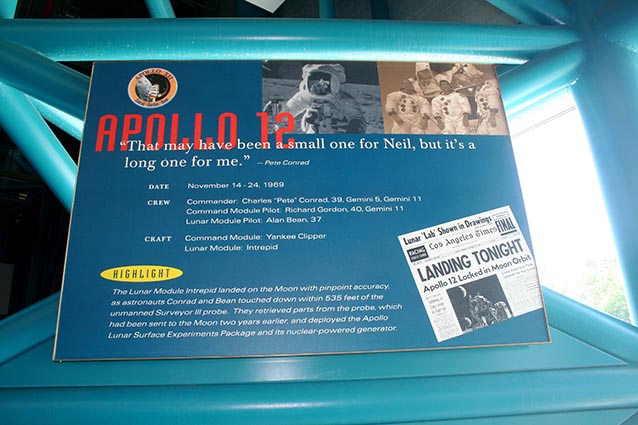 APOLLO XII
APOLLO 12
“That may have been a small one for Neil, but it’s a
long one for me.” – Pete Conrad
DATE November 14 - 24, 1969
CREW Commander: Charles "Pete" Conrad, 39, Gemini 5, Gemini 11
Command Module Pilot: Richard Gordon, 40, Gemini 11
Lunar Module Pilot: Alan Bean, 37
CRAFT Command Module: Yankee Clipper
Lunar Module: Intrepid
HIGHLIGHT
The Lunar Module Intrepid landed on the Moon with pinpoint accuracy,
as astronauts Conrad and Bean touched down within 535 feet of the
unmanned Surveyor III probe. They retrieved parts from the probe, which
had been sent to the Moon two years earlier, and deployed the Apollo
Lunar Surface Experiments Package and its nuclear-powered generator.
Lunar 'Lab' Shown in Drawings
RACING
Los Angeles Times
FINAL
LANDING TONIGHT
Apollo 12 Locked in Moon Orbit